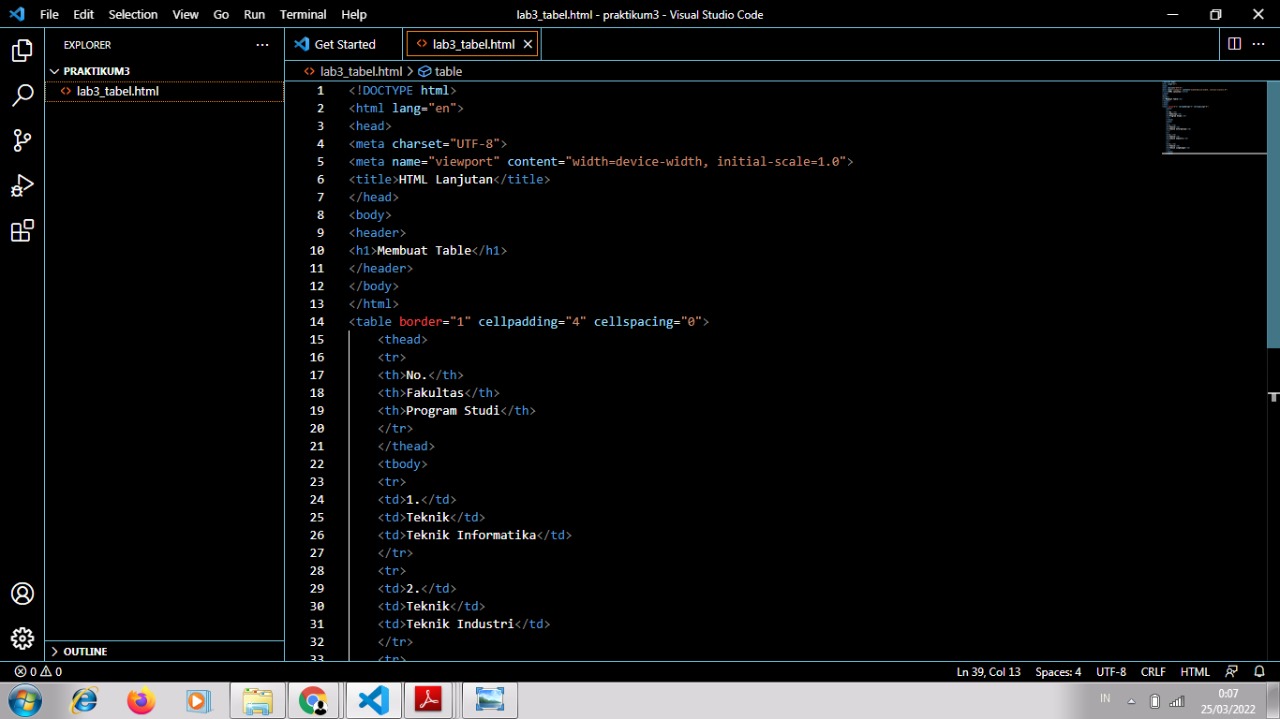 File Edit Selection View Go Run Terminal Help
lab3_tabel.html - praktikum3 - Visual Studio Code
EXPLORER
PRAKTIKUM3
lab3_tabel.html
OUTLINE
Get Started
lab3_tabel.html
lab3_tabel.html > table
1 <!DOCTYPE html>
2 <html lang="en">
3 <head>
4 <meta charset="UTF-8">
5 <meta name="viewport" content="width=device-width, initial-scale=1.0">
6 <title>HTML Lanjutan</title>
7 </head>
8 <body>
9 <header>
10 <h1>Membuat Table</h1>
11 </header>
12 </body>
13 </html>
14 <table border="1" cellpadding="4" cellspacing="0">
15 <thead>
16 <tr>
17 <th>No.</th>
18 <th>Fakultas</th>
19 <th>Program Studi</th>
20 </tr>
21 </thead>
22 <tbody>
23 <tr>
24 <td>1.</td>
25 <td>Teknik</td>
26 <td>Teknik Informatika</td>
27 </tr>
28 <tr>
29 <td>2.</td>
30 <td>Teknik</td>
31 <td>Teknik Industri</td>
32 </tr>
33 <tr>
0 0
Ln 39, Col 13 Spaces: 4 UTF-8 CRLF HTML
IN
0:07
25/03/2022